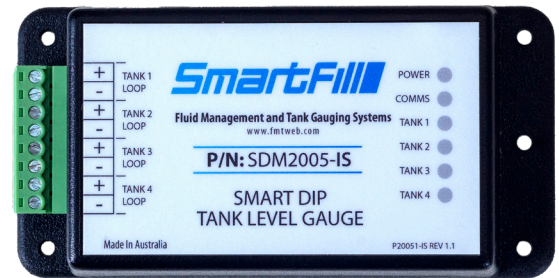 +
TANK 1
LOOP
-
+
TANK 2
LOOP
-
+
TANK 3
LOOP
-
+
TANK 4
LOOP
-
SmartFill
Fluid Management and Tank Gauging Systems
www.fmtweb.com
P/N: SDM2005-IS
SMART DIP
TANK LEVEL GAUGE
POWER
COMMS
TANK 1
TANK 2
TANK 3
TANK 4
Made In Australia
P20051-IS REV 1.1